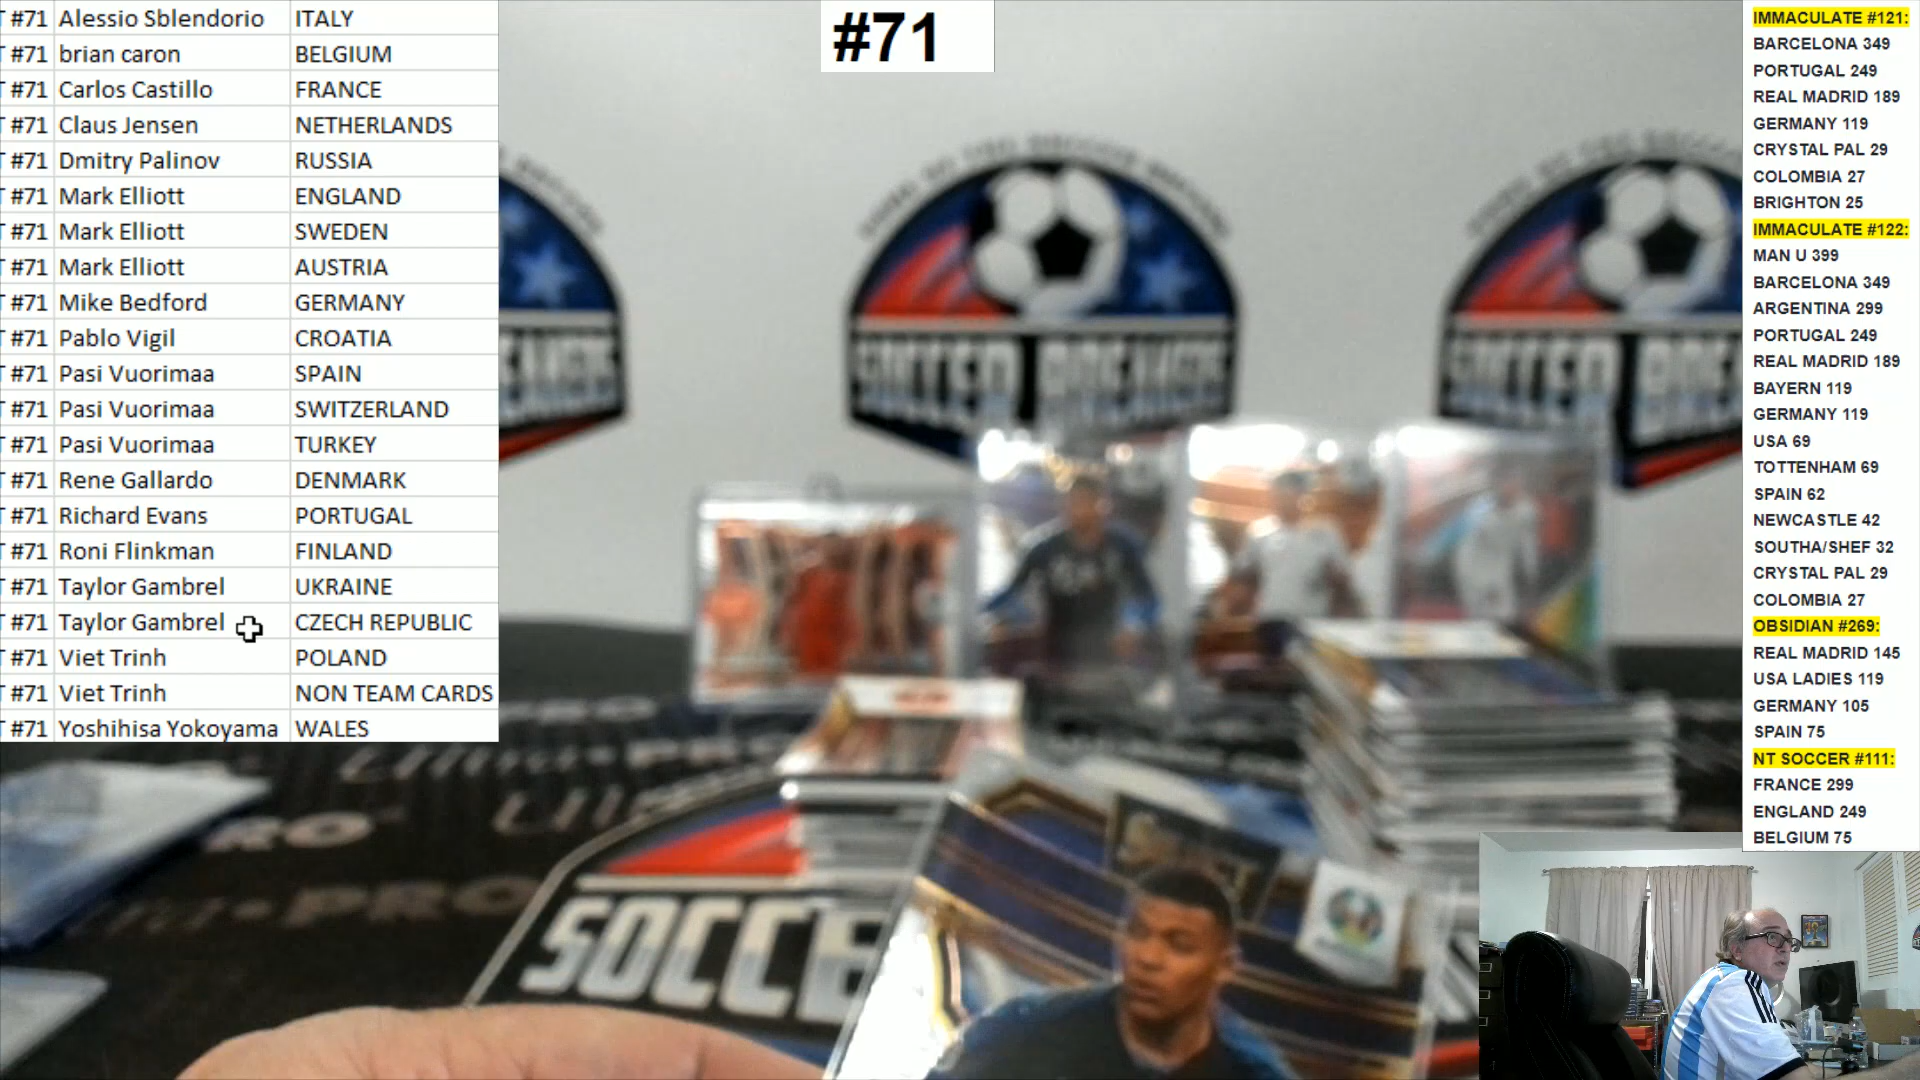 T #71 Alessio Sblendorio ITALY
T #71 brian caron BELGIUM
T #71 Carlos Castillo FRANCE
T #71 Claus Jensen NETHERLANDS
T #71 Dmitry Palinov RUSSIA
T #71 Mark Elliott ENGLAND
T #71 Mark Elliott SWEDEN
T #71 Mark Elliott AUSTRIA
T #71 Mike Bedford GERMANY
T #71 Pablo Vigil CROATIA
T #71 Pasi Vuorimaa SPAIN
T #71 Pasi Vuorimaa SWITZERLAND
T #71 Pasi Vuorimaa TURKEY
T #71 Rene Gallardo DENMARK
T #71 Richard Evans PORTUGAL
T #71 Roni Flinkman FINLAND
T #71 Taylor Gambrel UKRAINE
T #71 Taylor Gambrel CZECH REPUBLIC
T #71 Viet Trinh POLAND
T #71 Viet Trinh NON TEAM CARDS
T #71 Yoshihisa Yokoyama WALES
#71
SOCCER BREAKERS
SOCCE
PRO
IMMACULATE #121:
BARCELONA 349
PORTUGAL 249
REAL MADRID 189
GERMANY 119
CRYSTAL PAL 29
COLOMBIA 27
BRIGHTON 25
IMMACULATE #122:
MAN U 399
BARCELONA 349
ARGENTINA 299
PORTUGAL 249
REAL MADRID 189
BAYERN 119
GERMANY 119
USA 69
TOTTENHAM 69
SPAIN 62
NEWCASTLE 42
SOUTHA/SHEF 32
CRYSTAL PAL 29
COLOMBIA 27
OBSIDIAN #269:
REAL MADRID 145
USA LADIES 119
GERMANY 105
SPAIN 75
NT SOCCER #111:
FRANCE 299
ENGLAND 249
BELGIUM 75